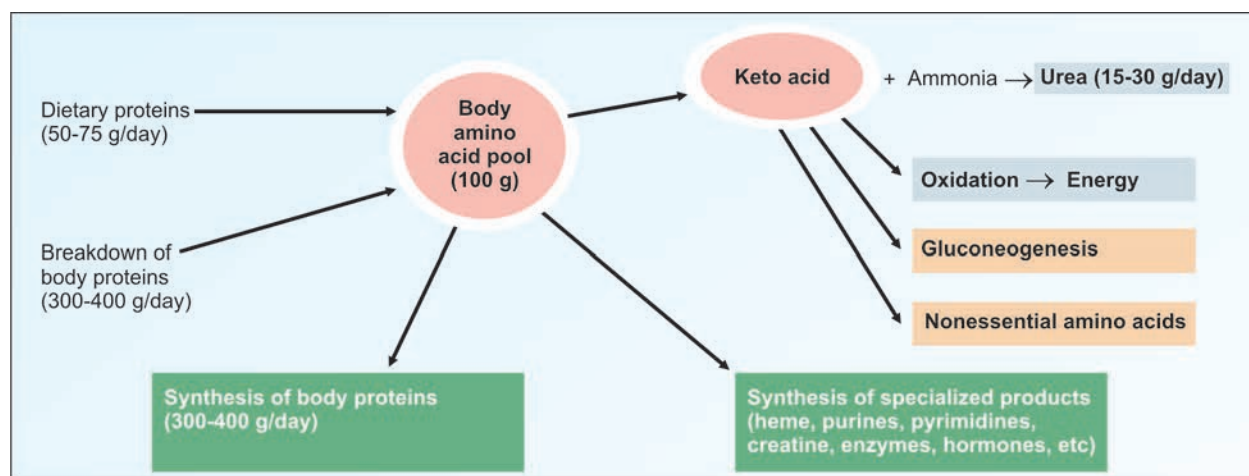 Dietary proteins
(50-75 g/day)
Breakdown of
body proteins
(300-400 g/day)
Body
amino
acid pool
(100 g)
Keto acid
+ Ammonia → Urea (15-30 g/day)
Oxidation → Energy
Gluconeogenesis
Nonessential amino acids
Synthesis of body proteins
(300-400 g/day)
Synthesis of specialized products
(heme, purines, pyrimidines,
creatine, enzymes, hormones, etc)